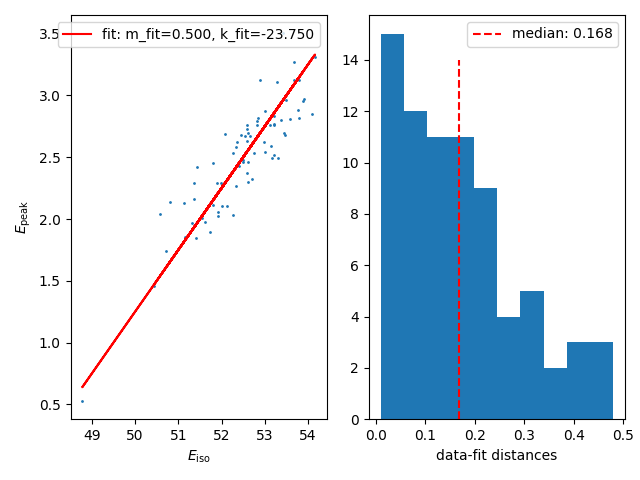 3.5
3.0
2.5
2.0
1.5
1.0
0.5
E_peak
49 50 51 52 53 54
E_iso
fit: m_fit=0.500, k_fit=-23.750
14
12
10
8
6
4
2
0
0.0 0.1 0.2 0.3 0.4 0.5
data-fit distances
median: 0.168